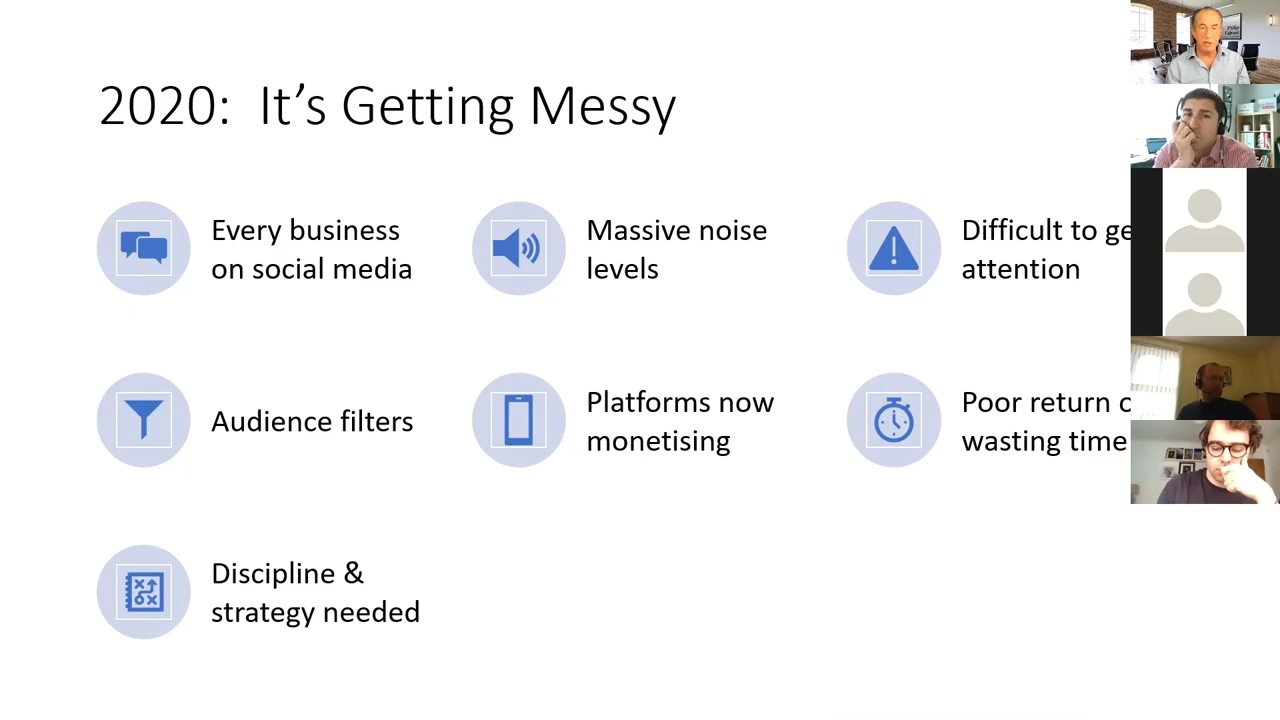 2020: It's Getting Messy
Every business
on social media
Massive noise
levels
Difficult to
attention
Audience filters
Platforms now
monetising
Poor return
wasting time
Discipline &
strategy needed